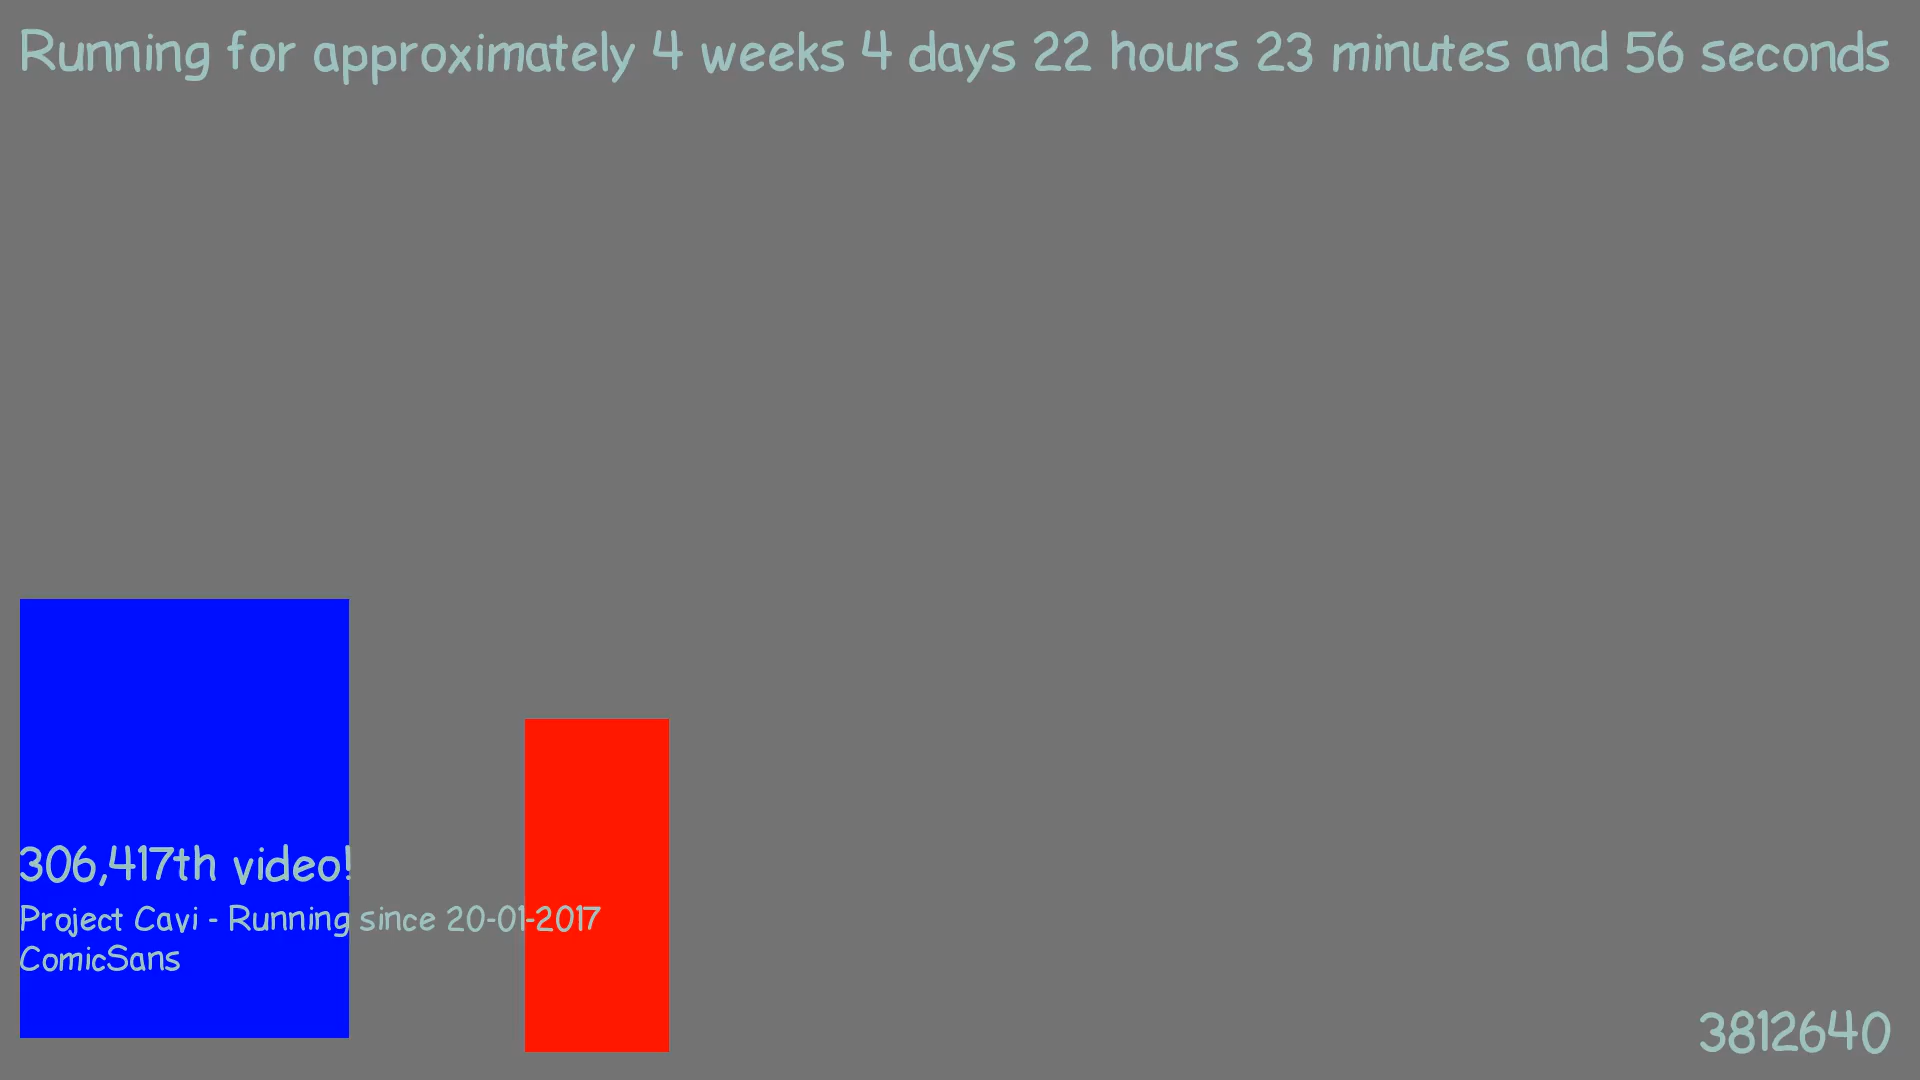 Running for approximately 4 weeks 4 days 22 hours 23 minutes and 56 seconds
306,417th video!
Project Cavi - Running since 20-01-2017
ComicSans
3812640